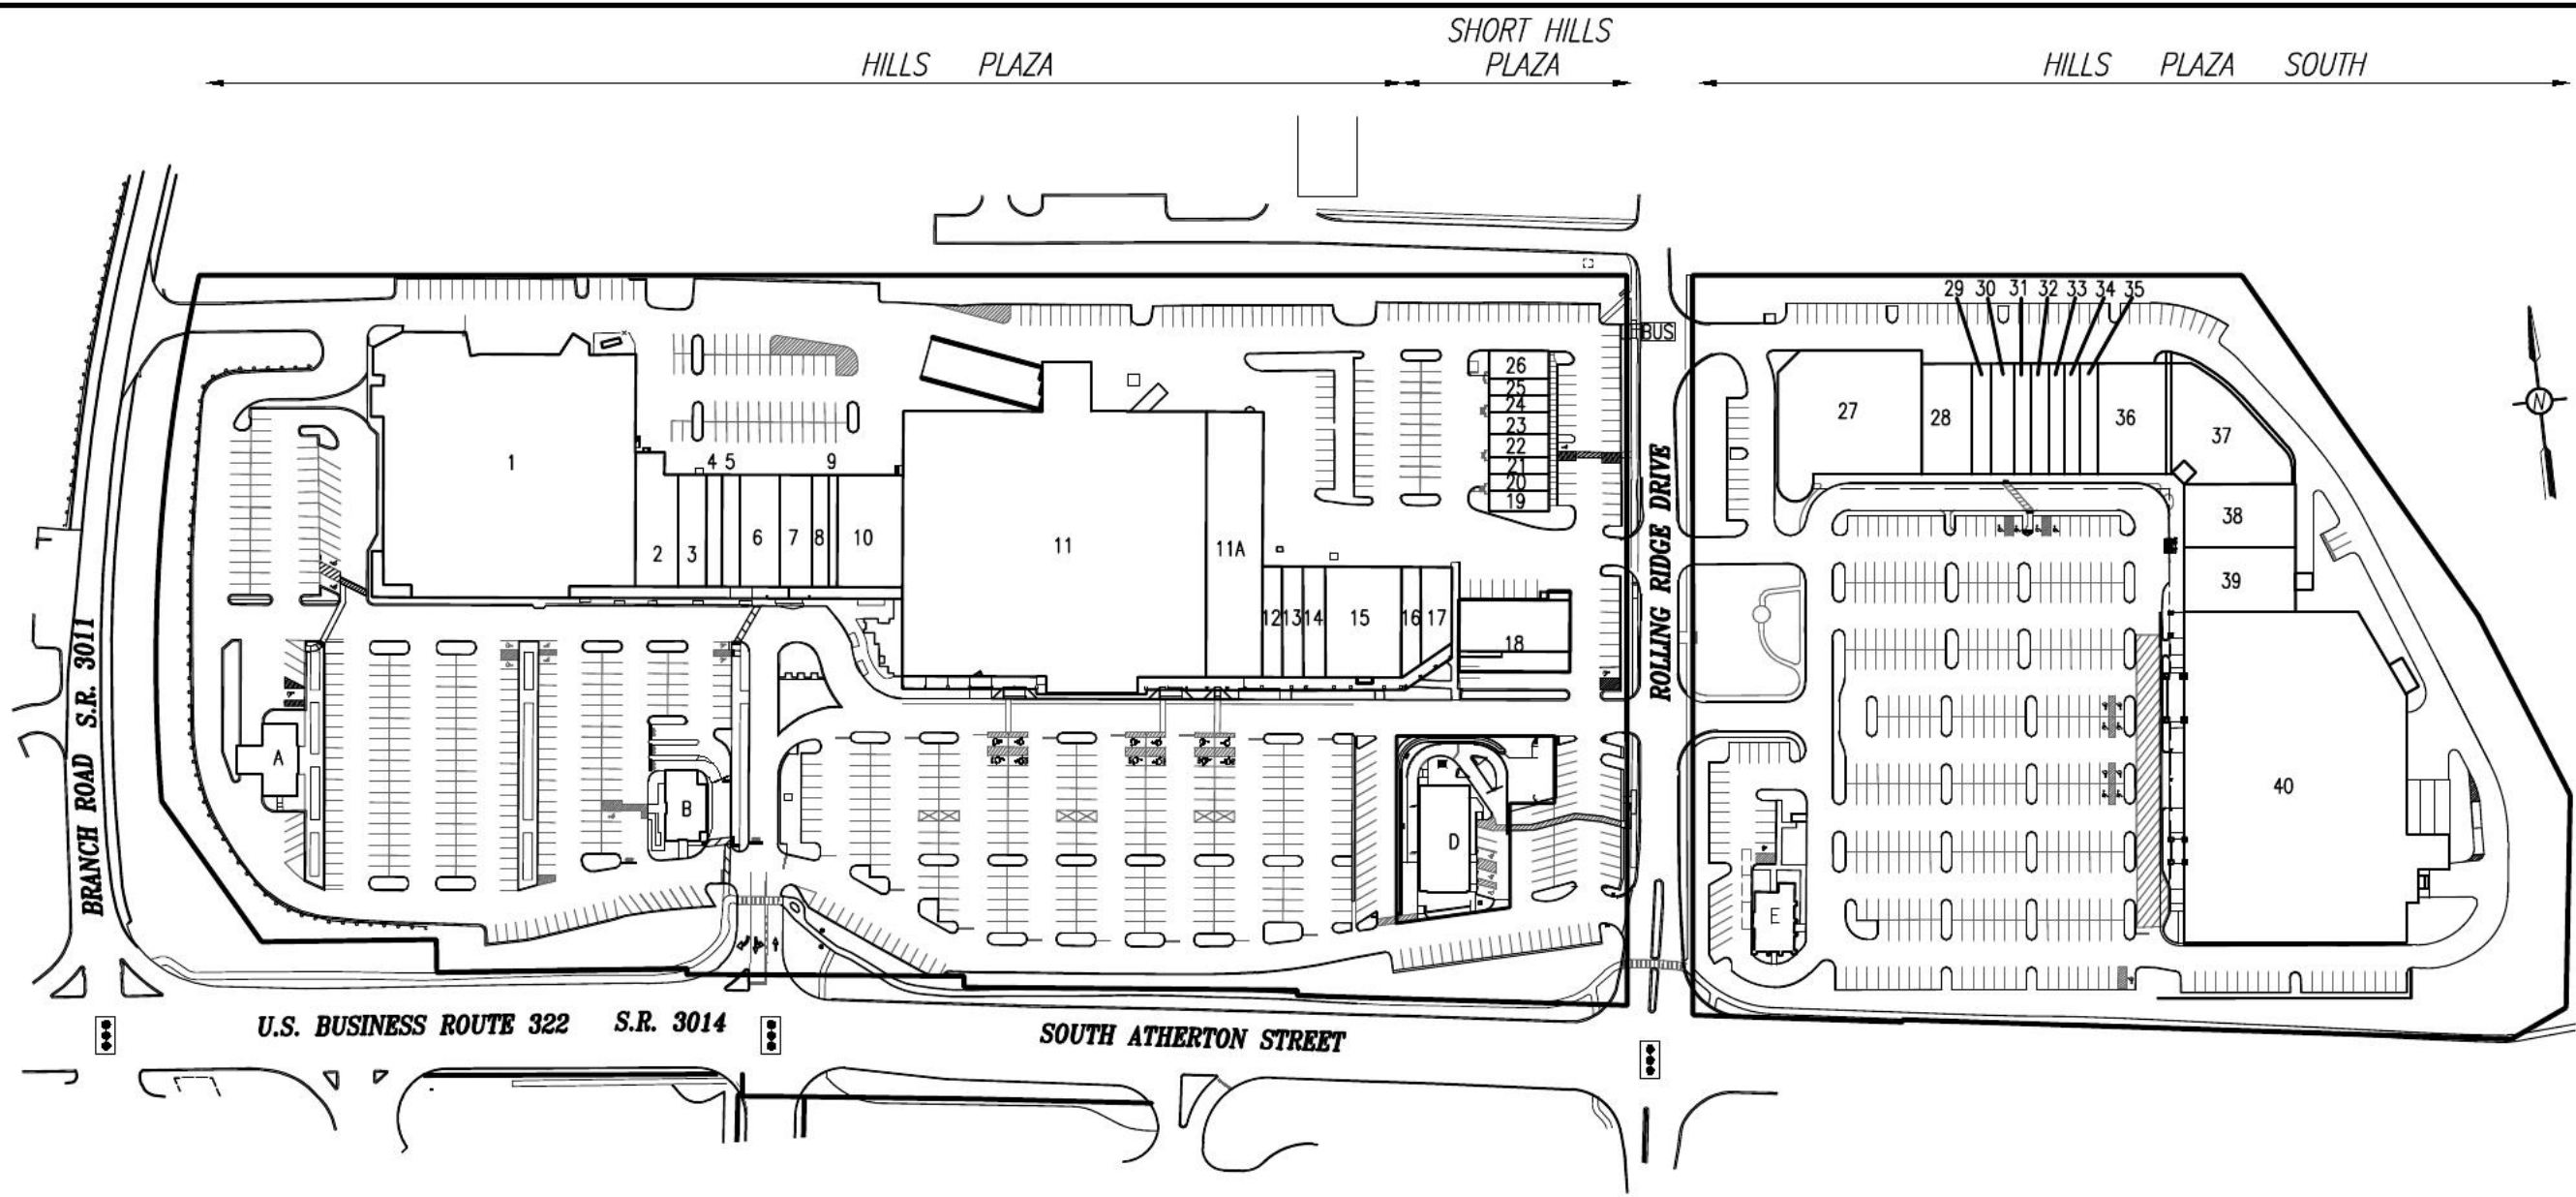 SHORT HILLS
HILLS PLAZA
PLAZA
HILLS PLAZA SOUTH
BUS
29 30 31 32 33 34 35
1
2
3
4 5
6
7
8
9
10
11
11A
12 13 14
15
16 17
18
26
25
24
23
22
21
20
19
27
28
36
37
38
39
40
A
B
D
E
N
BRANCH ROAD S.R. 3011
ROLLING RIDGE DRIVE
U.S. BUSINESS ROUTE 322 S.R. 3014
SOUTH ATHERTON STREET